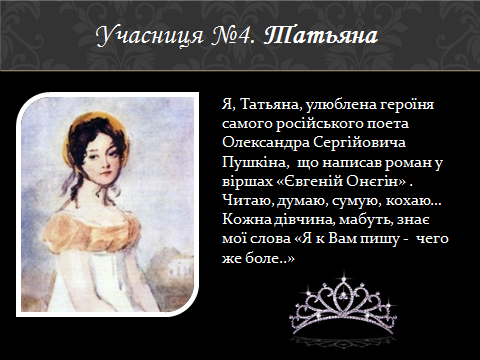 Учасниця №4. Татьяна
Я, Татьяна, улюблена героїня
самого російського поета
Олександра Сергійовича
Пушкіна, що написав роман у
віршах «Євгеній Онєгін» .
Читаю, думаю, сумую, кохаю...
Кожна дівчина, мабуть, знає
мої слова «Я к Вам пишу - чего
же боле..»